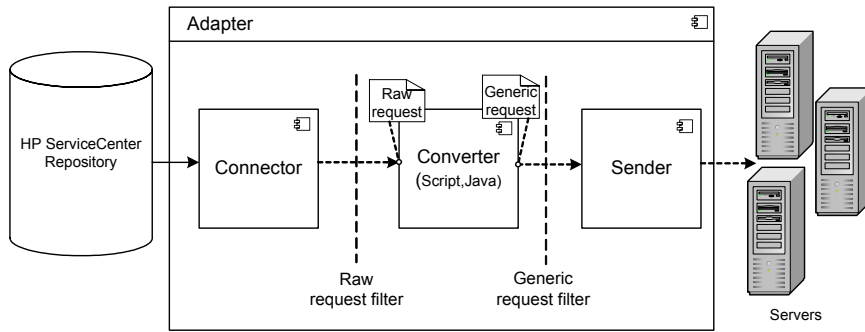 Adapter
HP ServiceCenter
Repository
Connector
Raw
request
Converter
(Script,Java)
Generic
request
Sender
Raw
request filter
Generic
request filter
Servers